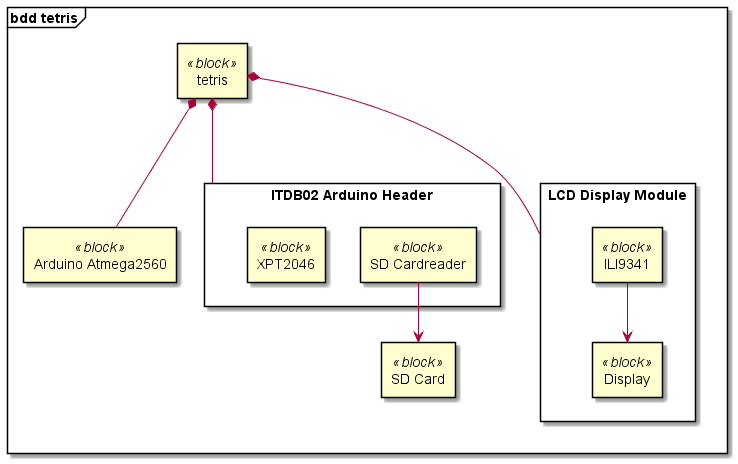 bdd tetris
«block»
tetris
ITDB02 Arduino Header
LCD Display Module
«block»
Arduino Atmega2560
«block»
XPT2046
«block»
SD Cardreader
«block»
ILI9341
«block»
SD Card
«block»
Display